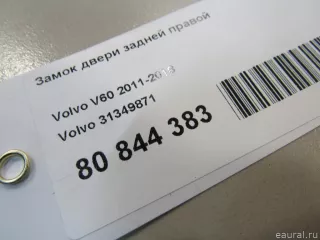 Замок двери задней правой
Volvo V60 2011-2018
Volvo 31349871
80 844 383
eaural.ru